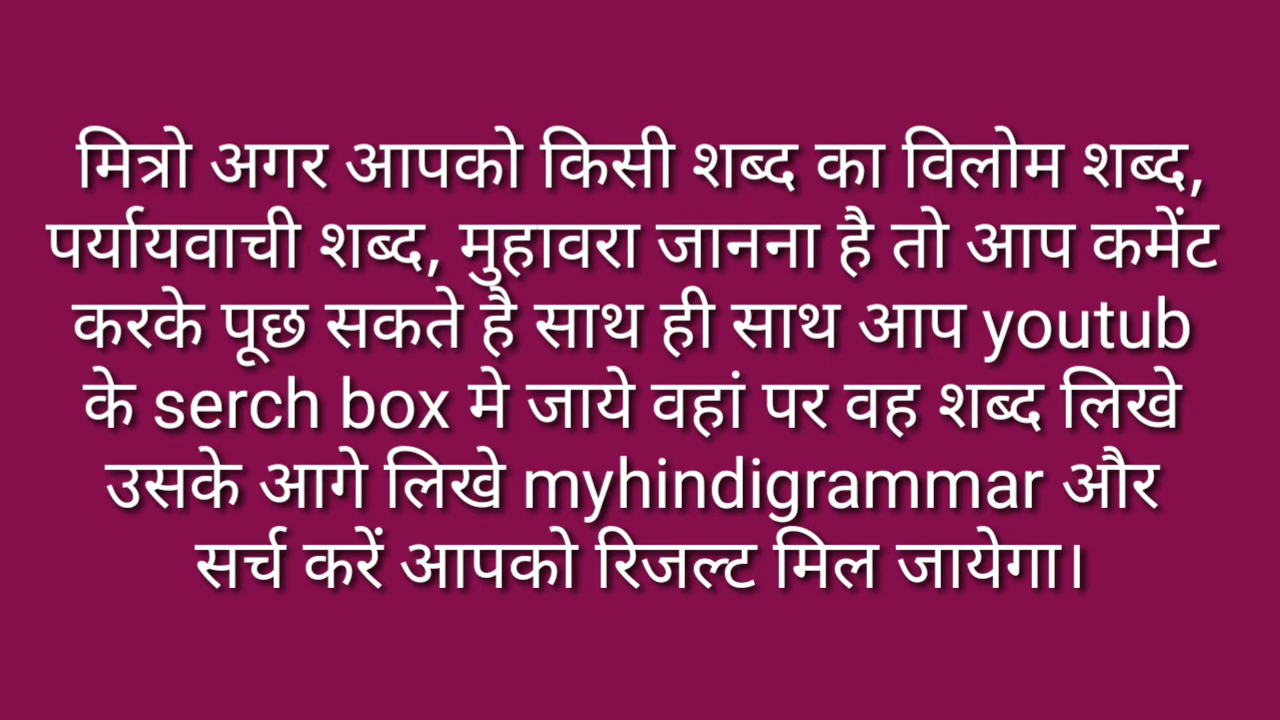 मित्रो अगर आपको किसी शब्द का विलोम शब्द,
पर्यायवाची शब्द, मुहावरा जानना है तो आप कमेंट
करके पूछ सकते है साथ ही साथ आप youtub
के serch box मे जाये वहां पर वह शब्द लिखे
उसके आगे लिखे myhindigrammar और
सर्च करें आपको रिजल्ट मिल जायेगा।